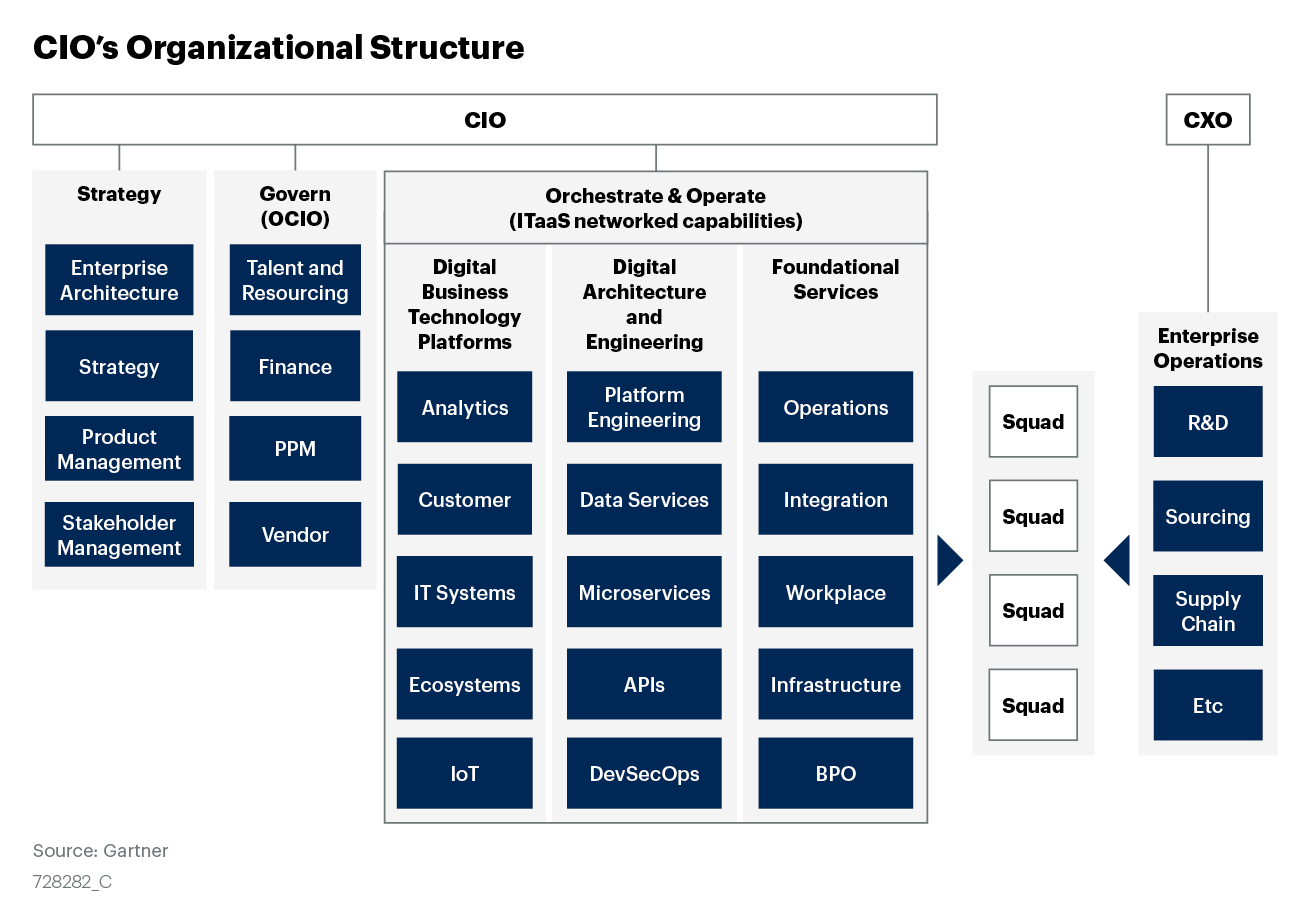 CIO’s Organizational Structure
CIO
CXO
Strategy
Enterprise
Architecture
Strategy
Product
Management
Stakeholder
Management
Govern
(OCIO)
Talent and
Resourcing
Finance
PPM
Vendor
Orchestrate & Operate
(ITaaS networked capabilities)
Digital
Business
Technology
Platforms
Analytics
Customer
IT Systems
Ecosystems
IoT
Digital
Architecture
and
Engineering
Platform
Engineering
Data Services
Microservices
APIs
DevSecOps
Foundational
Services
Operations
Integration
Workplace
Infrastructure
BPO
Squad
Squad
Squad
Squad
Enterprise
Operations
R&D
Sourcing
Supply
Chain
Etc
Source: Gartner
728282_C